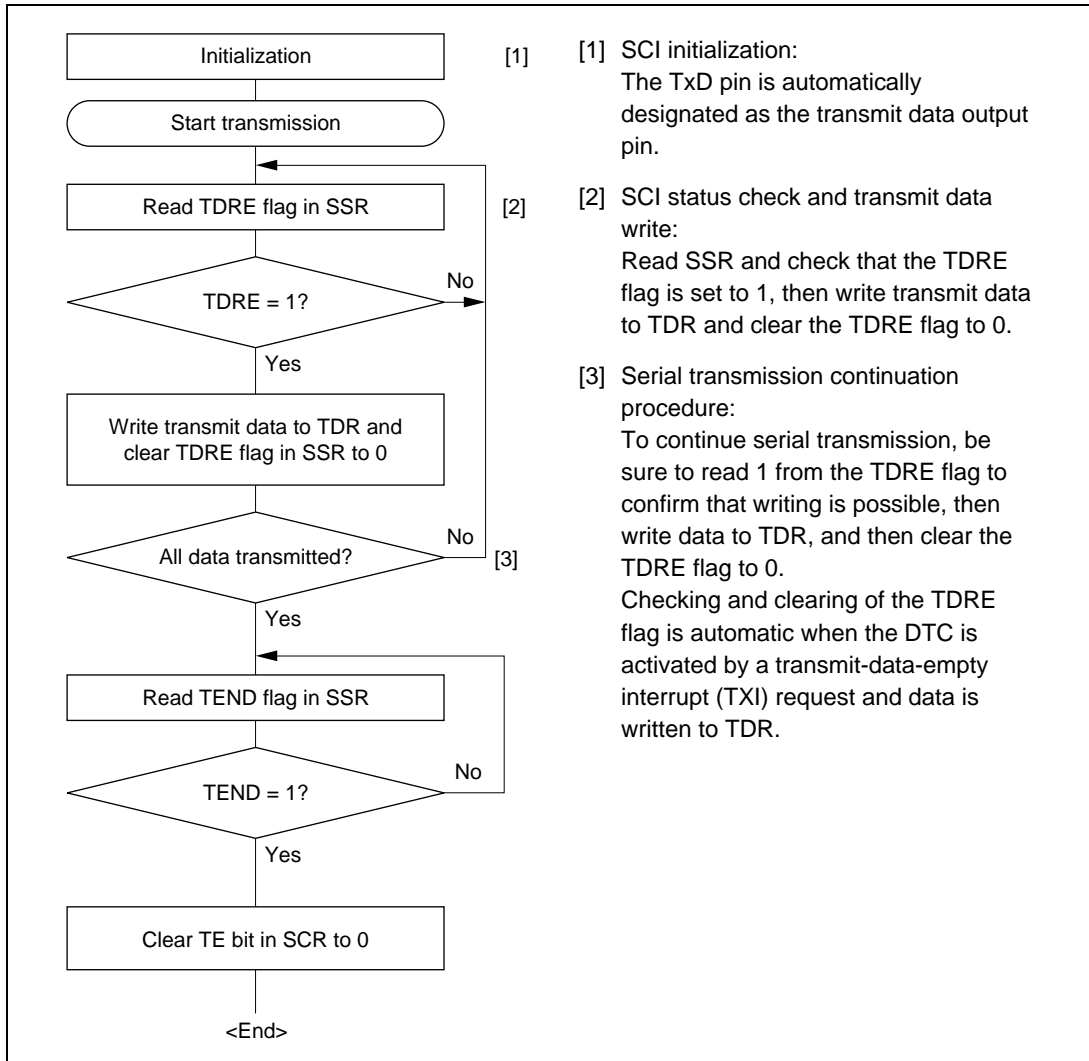 Initialization
[1]
Start transmission
Read TDRE flag in SSR
[2]
TDRE = 1?
No
Yes
Write transmit data to TDR and
clear TDRE flag in SSR to 0
All data transmitted?
No
[3]
Yes
Read TEND flag in SSR
TEND = 1?
No
Yes
Clear TE bit in SCR to 0
<End>
[1] SCI initialization:
The TxD pin is automatically
designated as the transmit data output
pin.
[2] SCI status check and transmit data
write:
Read SSR and check that the TDRE
flag is set to 1, then write transmit data
to TDR and clear the TDRE flag to 0.
[3] Serial transmission continuation
procedure:
To continue serial transmission, be
sure to read 1 from the TDRE flag to
confirm that writing is possible, then
write data to TDR, and then clear the
TDRE flag to 0.
Checking and clearing of the TDRE
flag is automatic when the DTC is
activated by a transmit-data-empty
interrupt (TXI) request and data is
written to TDR.